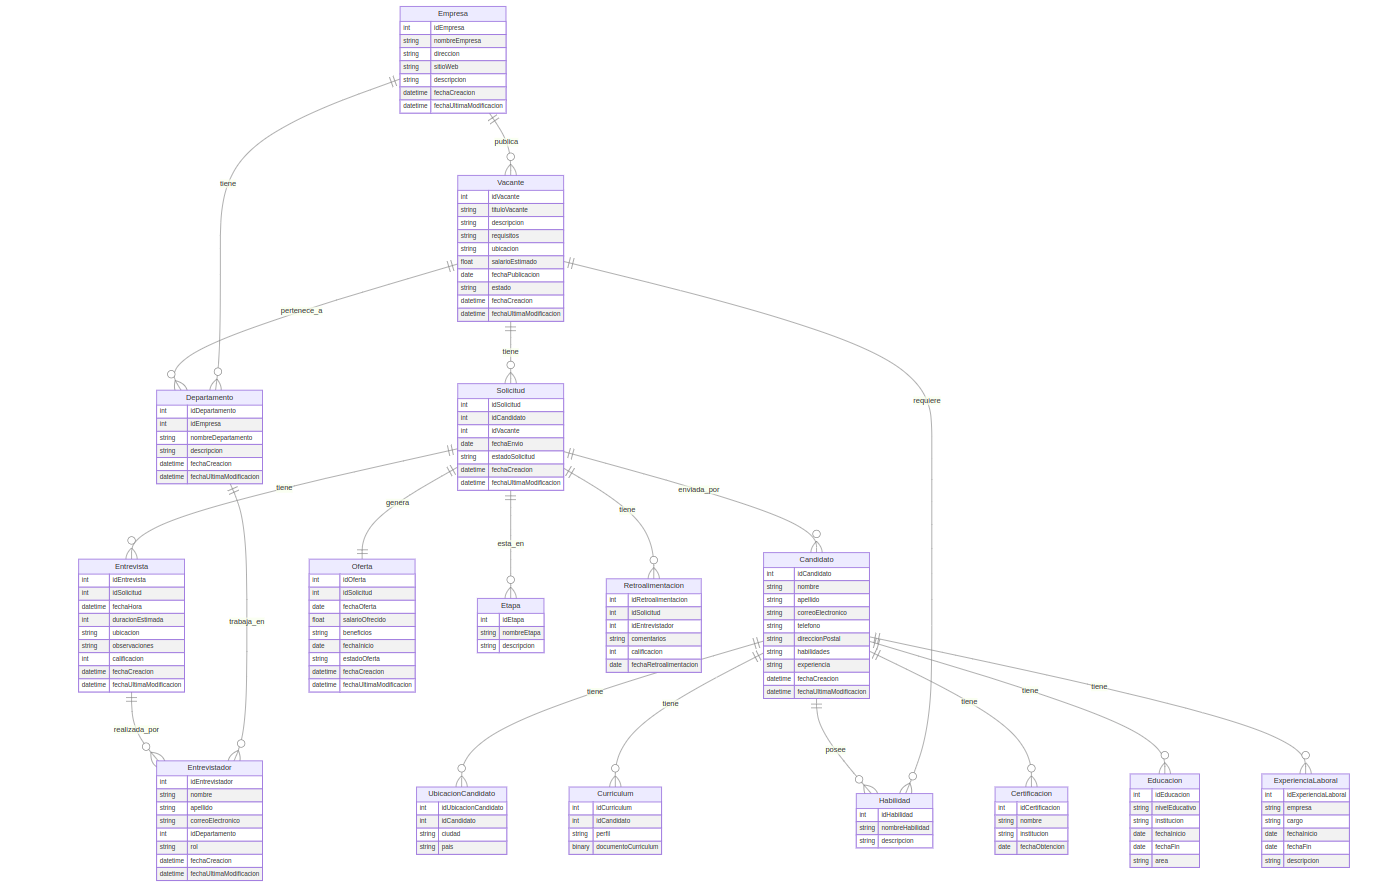 Empresa
int idEmpresa
string nombreEmpresa
string direccion
string sitioWeb
string descripcion
datetime fechaCreacion
datetime fechaUltimaModificacion
publica
tiene
Vacante
int idVacante
string tituloVacante
string descripcion
string requisitos
string ubicacion
float salarioEstimado
date fechaPublicacion
string estado
datetime fechaCreacion
datetime fechaUltimaModificacion
pertenece_a
tiene
requiere
Departamento
int idDepartamento
int idEmpresa
string nombreDepartamento
string descripcion
datetime fechaCreacion
datetime fechaUltimaModificacion
Solicitud
int idSolicitud
int idCandidato
int idVacante
date fechaEnvio
string estadoSolicitud
datetime fechaCreacion
datetime fechaUltimaModificacion
tiene
genera
esta_en
tiene
enviada_por
Entrevista
int idEntrevista
int idSolicitud
datetime fechaHora
int duracionEstimada
string ubicacion
string observaciones
int calificacion
datetime fechaCreacion
datetime fechaUltimaModificacion
trabaja_en
Oferta
int idOferta
int idSolicitud
date fechaOferta
float salarioOfrecido
string beneficios
date fechaInicio
string estadoOferta
datetime fechaCreacion
datetime fechaUltimaModificacion
Etapa
int idEtapa
string nombreEtapa
string descripcion
Retroalimentacion
int idRetroalimentacion
int idSolicitud
int idEntrevistador
string comentarios
int calificacion
date fechaRetroalimentacion
Candidato
int idCandidato
string nombre
string apellido
string correoElectronico
string telefono
string direccionPostal
string habilidades
string experiencia
datetime fechaCreacion
datetime fechaUltimaModificacion
realizada_por
tiene
tiene
posee
tiene
tiene
tiene
Entrevistador
int idEntrevistador
string nombre
string apellido
string correoElectronico
int idDepartamento
string rol
datetime fechaCreacion
datetime fechaUltimaModificacion
UbicacionCandidato
int idUbicacionCandidato
int idCandidato
string ciudad
string pais
Curriculum
int idCurriculum
int idCandidato
string perfil
binary documentoCurriculum
Habilidad
int idHabilidad
string nombreHabilidad
string descripcion
Certificacion
int idCertificacion
string nombre
string institucion
date fechaObtencion
Educacion
int idEducacion
string nivelEducativo
string institucion
date fechaInicio
date fechaFin
string area
ExperienciaLaboral
int idExperienciaLaboral
string empresa
string cargo
date fechaInicio
date fechaFin
string descripcion